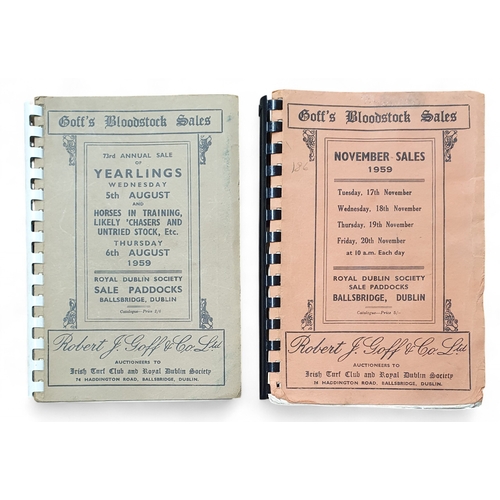 Goff's Bloodstock Sales
73RD ANNUAL SALE
OF
YEARLINGS
WEDNESDAY
5TH AUGUST
AND
HORSES IN TRAINING,
LIKELY 'CHASERS AND
UNTRIED STOCK, Etc.
THURSDAY
6TH AUGUST
1959
ROYAL DUBLIN SOCIETY
SALE PADDOCKS
BALLSBRIDGE, DUBLIN
Catalogue—Price
Robert J. Goff & Co. Ltd
AUCTIONEERS TO
Irish Turf Club and Royal Dublin Society
HADDINGTON ROAD, BALLSBRIDGE, DUBLIN.
Goff's Bloodstock Sales
NOVEMBER SALES
1959
Tuesday, 17th November
Wednesday, 18th November
Thursday, 19th November
Friday, 20th November
at 10 a.m. Each day
ROYAL DUBLIN SOCIETY
SALE PADDOCKS
BALLSBRIDGE, DUBLIN
Catalogue—Price
Robert J. Goff & Co. Ltd
AUCTIONEERS TO
Irish Turf Club and Royal Dublin Society
HADDINGTON ROAD, BALLSBRIDGE, DUBLIN.